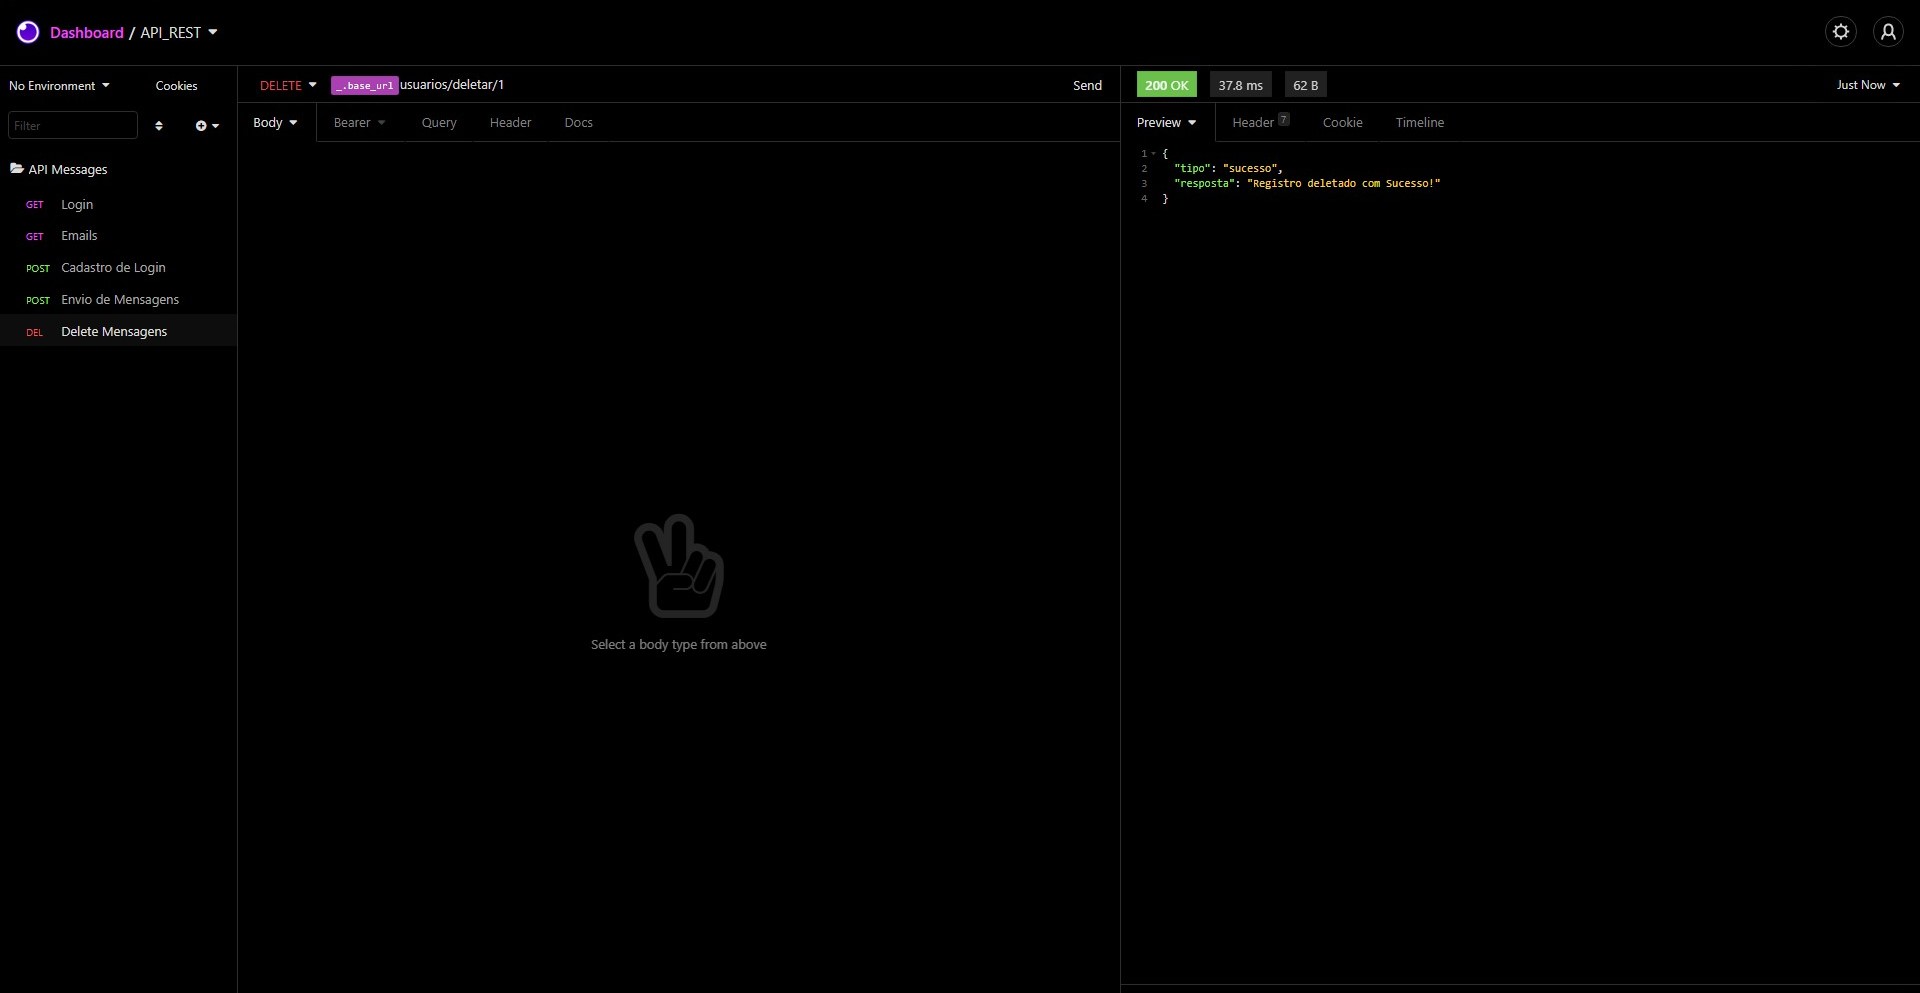 Dashboard / API_REST
No Environment
Cookies
Filter
API Messages
GET Login
GET Emails
POST Cadastro de Login
POST Envio de Mensagens
DEL Delete Mensagens
DELETE _.base_url usuarios/deletar/1 Send
Body Bearer Query Header Docs
Select a body type from above
200 OK 37.8 ms 62 B Just Now
Preview Header 7 Cookie Timeline
1 {
2 "tipo": "sucesso",
3 "resposta": "Registro deletado com Sucesso!"
4 }